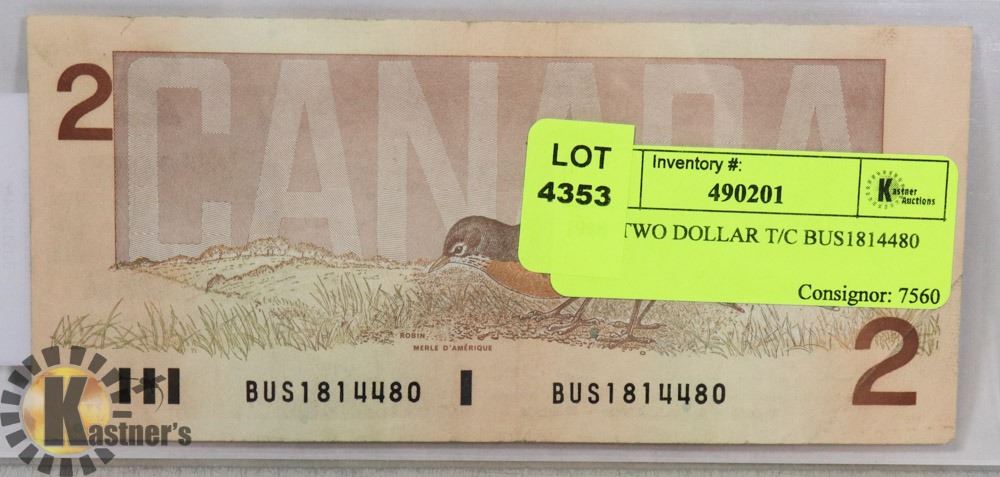 2
CANADA
LOT
4353
Inventory #:
490201
Kastner
Auctions
TWO DOLLAR T/C BUS1814480
Consignor: 7560
ROBIN
MERLE D'AMÉRIQUE
BUS1814480
BUS1814480
2
Kastner's